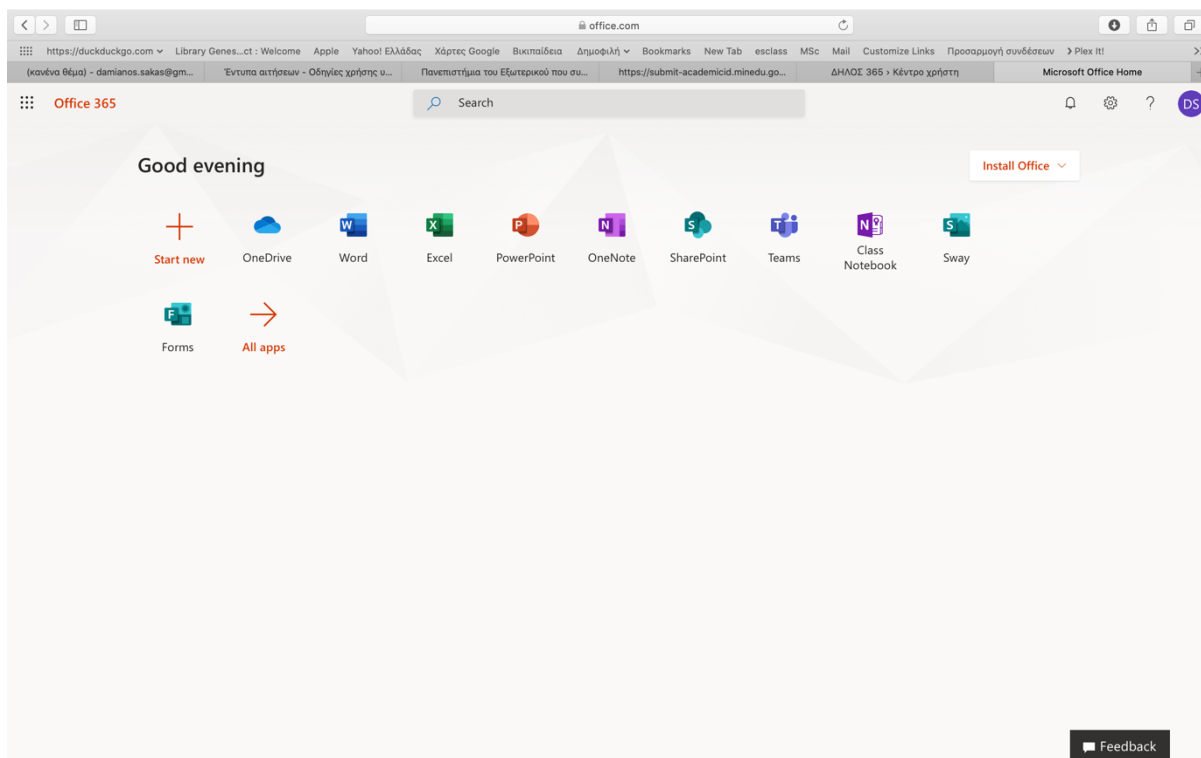 office.com
https://duckduckgo.com Library Genes...ct : Welcome Apple Yahoo! Ελλάδας Χάρτες Google Βικιπαίδεια Δημοφιλή Bookmarks New Tab esclass MSc Mail Customize Links Προσαρμογή συνδέσεων Plex It!
(κανένα θέμα) - damianos.sakas@gm... Έντυπα αιτήσεων - Οδηγίες χρήσης υ... Πανεπιστήμια του Εξωτερικού που συ... https://submit-academicid.minedu.go... ΔΗΛΟΣ 365 › Κέντρο χρήστη Microsoft Office Home
Office 365 Search ? DS
Good evening Install Office
Start new OneDrive Word Excel PowerPoint OneNote SharePoint Teams Class Notebook Sway
Forms All apps
Feedback